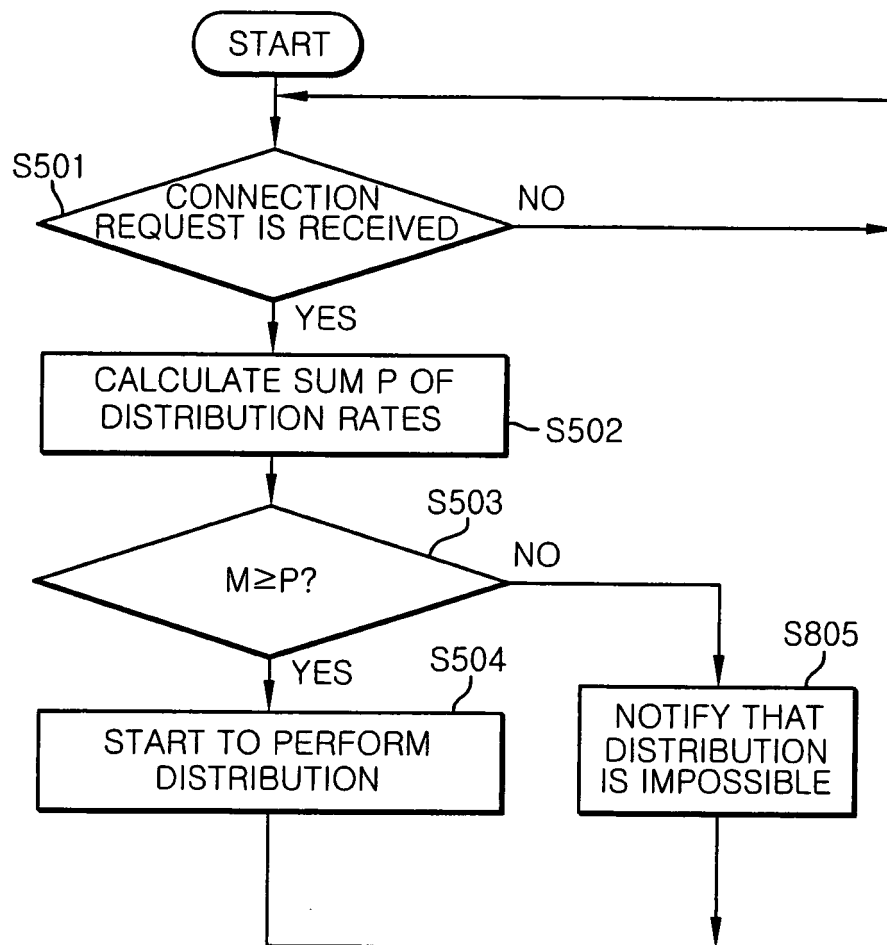 START
S501
CONNECTION
REQUEST IS RECEIVED
NO
YES
CALCULATE SUM P OF
DISTRIBUTION RATES
S502
S503
M≧P?
NO
YES
S504
START TO PERFORM
DISTRIBUTION
S805
NOTIFY THAT
DISTRIBUTION
IS IMPOSSIBLE